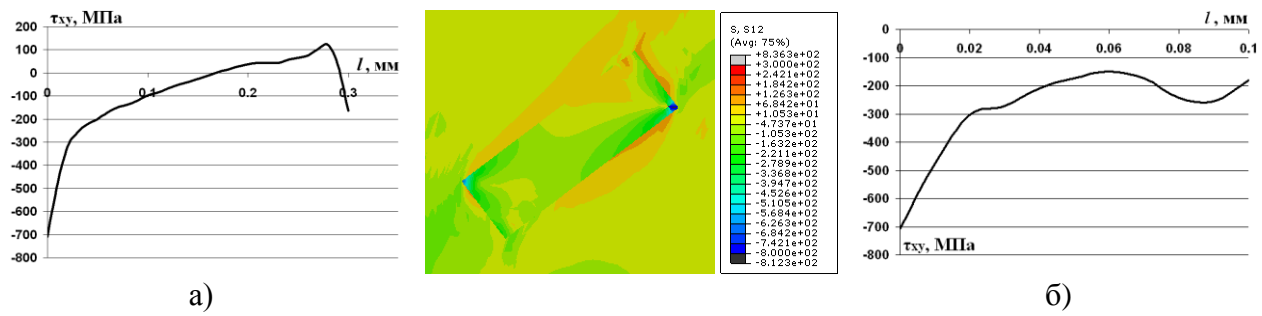 τxy, МПа
200
100
0
-100
-200
-300
-400
-500
-600
-700
-800
0
0.1
0.2
0.3
l, мм
а)
S, S12
(Avg: 75%)
+8.363e+02
+3.000e+02
+2.421e+02
+1.842e+02
+1.263e+02
+6.842e+01
+1.053e+01
-4.737e+01
-1.053e+02
-1.632e+02
-2.211e+02
-2.789e+02
-3.368e+02
-3.947e+02
-4.526e+02
-5.105e+02
-5.684e+02
-6.263e+02
-6.842e+02
-7.421e+02
-8.000e+02
-8.123e+02
l, мм
0
0.02
0.04
0.06
0.08
0.1
0
-100
-200
-300
-400
-500
-600
-700
-800
τxy, МПа
б)